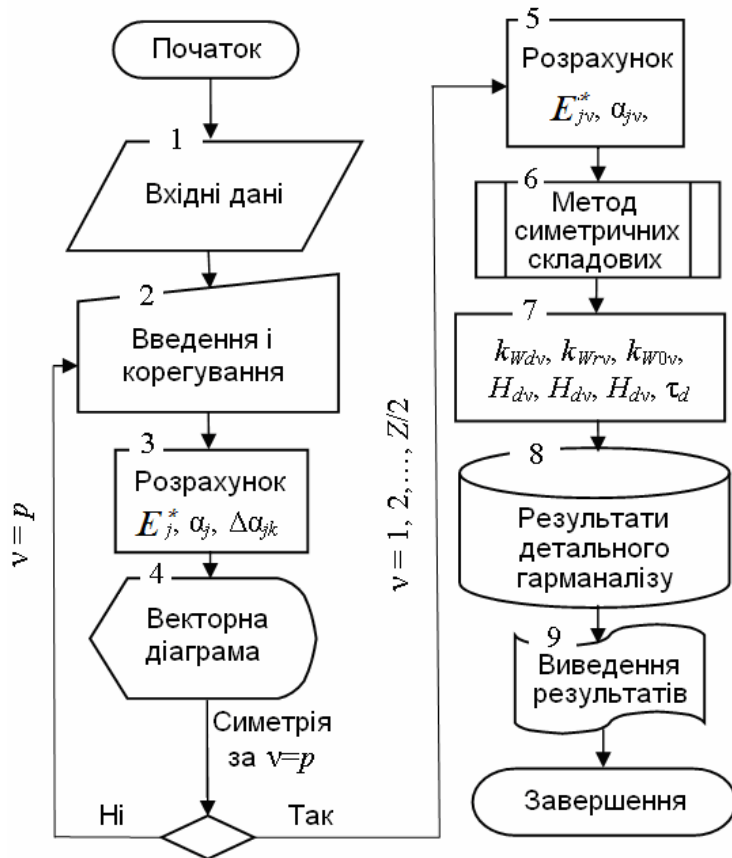 Початок
1
Вхідні дані
2
Введення і
корегування
3
Розрахунок
E*j, αj, Δαjk
4
Векторна
діаграма
Симетрія
за ν=p
Ні
Так
ν = p
ν = 1, 2,..., Z/2
5
Розрахунок
E*jν, αjν,
6
Метод
симетричних
складових
7
kWdν, kWrν, kW0ν,
Hdν, Hdν, Hdν, τd
8
Результати
детального
гарманалізу
9
Виведення
результатів
Завершення